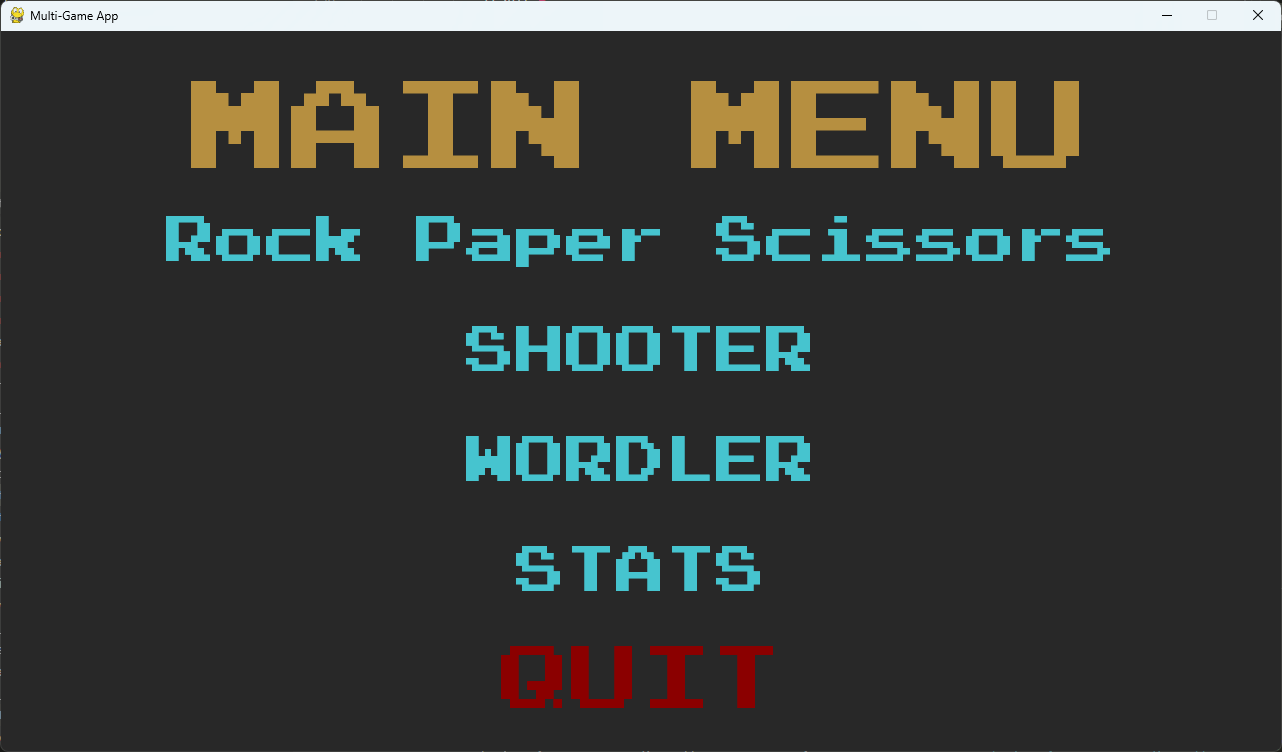 Multi-Game App
MAIN MENU
Rock Paper Scissors
SHOOTER
WORDLER
STATS
QUIT